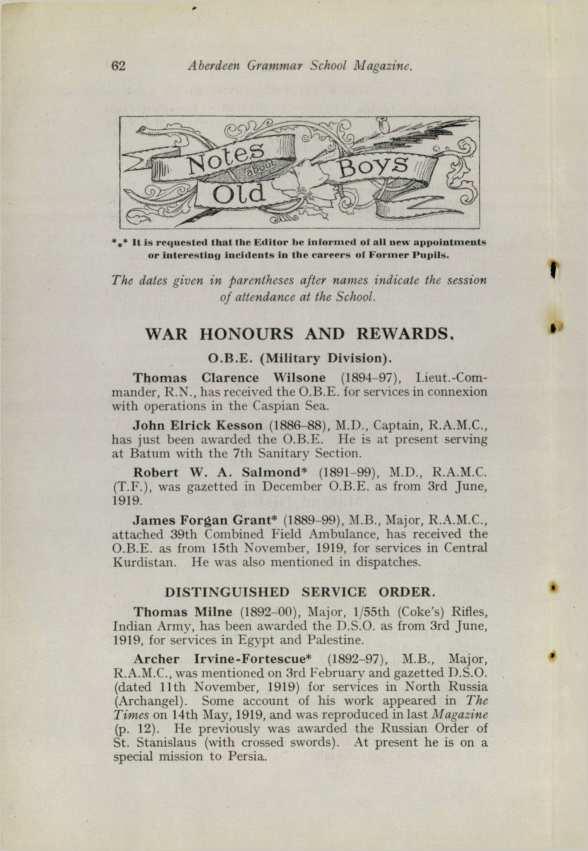 62 Aberdeen Grammar School Magazine.
Notes about Old Boys
*** It is requested that the Editor be informed of all new appointments
or interesting incidents in the careers of Former Pupils.
The dates given in parentheses after names indicate the session
of attendance at the School.
WAR HONOURS AND REWARDS.
O.B.E. (Military Division).
Thomas Clarence Wilsone (1894–97), Lieut.-Com-
mander, R.N., has received the O.B.E. for services in connexion
with operations in the Caspian Sea.
John Elrick Kesson (1886–88), M.D., Captain, R.A.M.C.,
has just been awarded the O.B.E. He is at present serving
at Batum with the 7th Sanitary Section.
Robert W. A. Salmond* (1891–99), M.D., R.A.M.C.
(T.F.), was gazetted in December O.B.E. as from 3rd June,
1919.
James Forgan Grant* (1889–99), M.B., Major, R.A.M.C.,
attached 39th Combined Field Ambulance, has received the
O.B.E. as from 15th November, 1919, for services in Central
Kurdistan. He was also mentioned in dispatches.
DISTINGUISHED SERVICE ORDER.
Thomas Milne (1892–00), Major, 1/55th (Coke's) Rifles,
Indian Army, has been awarded the D.S.O. as from 3rd June,
1919, for services in Egypt and Palestine.
Archer Irvine-Fortescue* (1892–97), M.B., Major,
R.A.M.C., was mentioned on 3rd February and gazetted D.S.O.
(dated 11th November, 1919) for services in North Russia
(Archangel). Some account of his work appeared in The
Times on 14th May, 1919, and was reproduced in last Magazine
(p. 12). He previously was awarded the Russian Order of
St. Stanislaus (with crossed swords). At present he is on a
special mission to Persia.